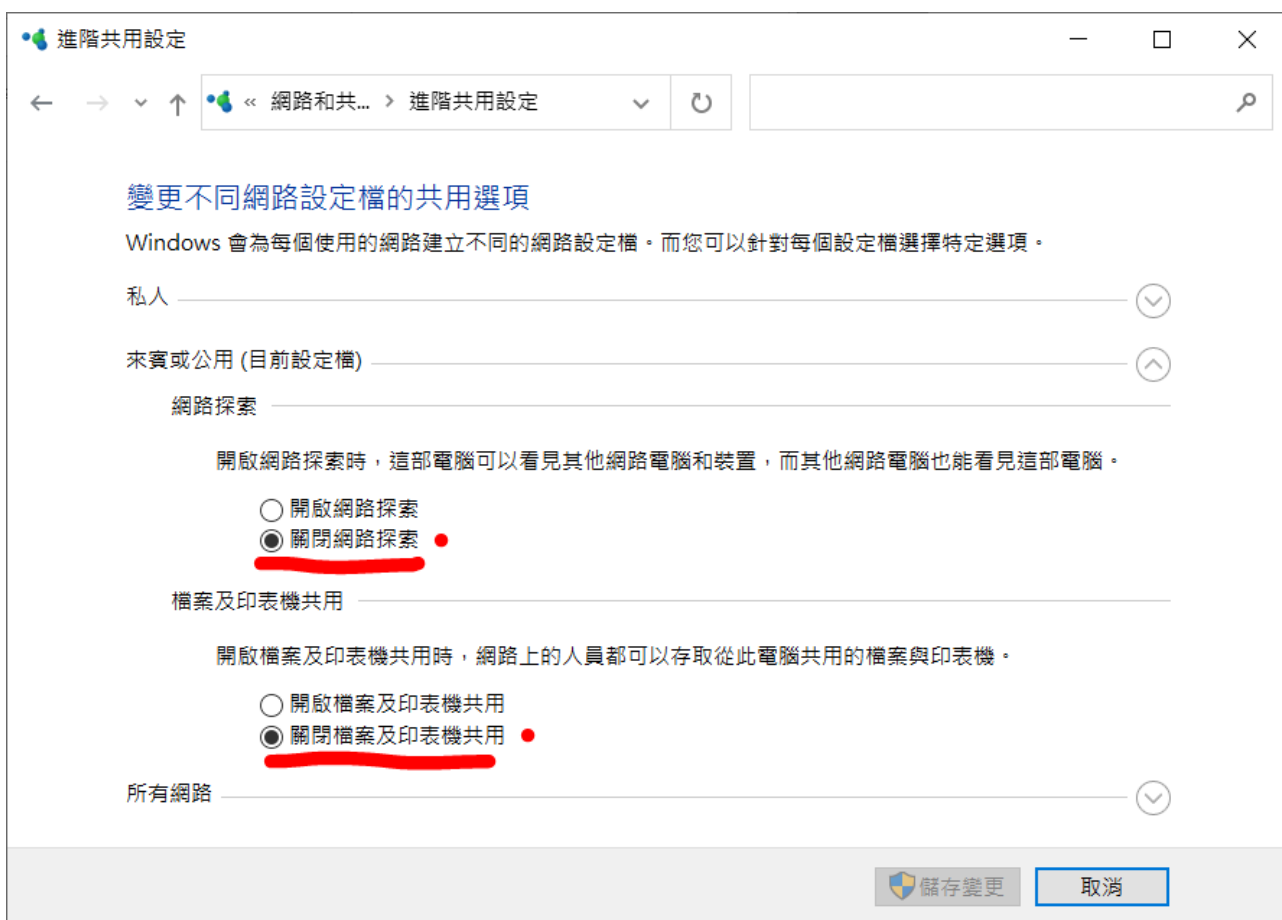 進階共用設定
« 網路和共... > 進階共用設定
變更不同網路設定檔的共用選項
Windows 會為每個使用的網路建立不同的網路設定檔。而您可以針對每個設定檔選擇特定選項。
私人
來賓或公用 (目前設定檔)
網路探索
開啟網路探索時，這部電腦可以看見其他網路電腦和裝置，而其他網路電腦也能看見這部電腦。
開啟網路探索
關閉網路探索
檔案及印表機共用
開啟檔案及印表機共用時，網路上的人員都可以存取從此電腦共用的檔案與印表機。
開啟檔案及印表機共用
關閉檔案及印表機共用
所有網路
儲存變更 取消